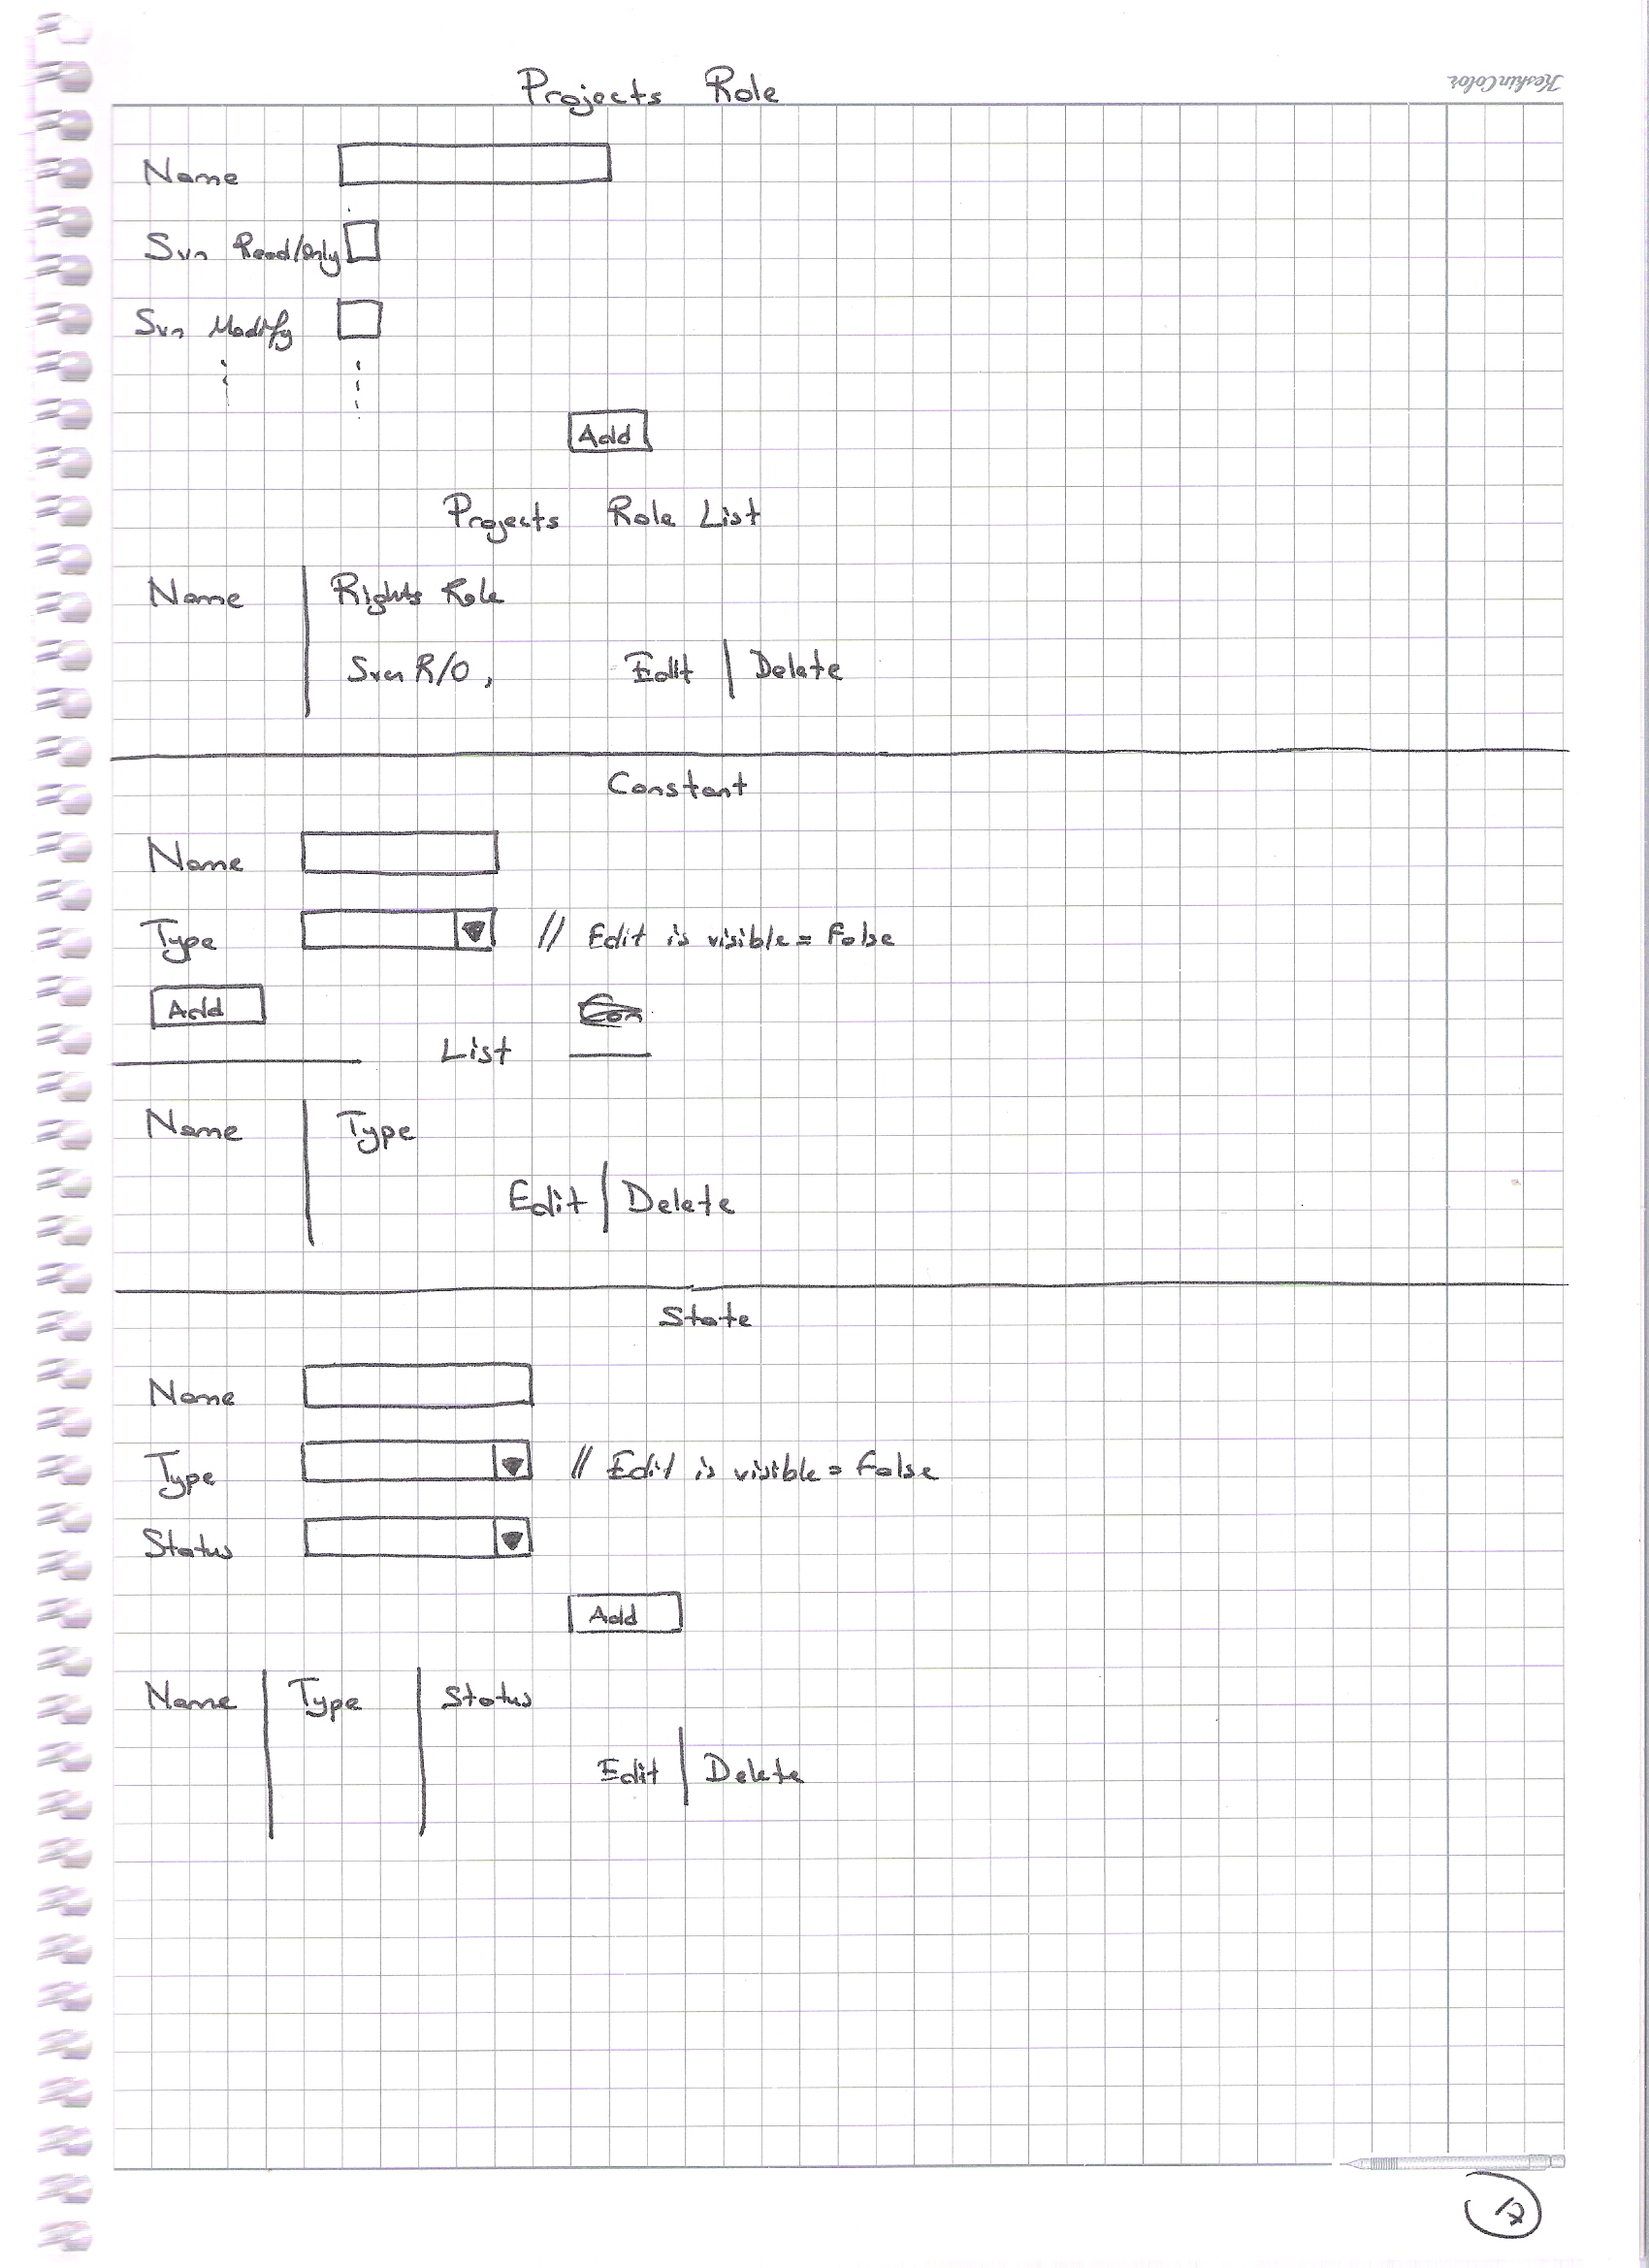 Projects Role
KeskinColor
Name
Svn Read/Only
Svn Modify
Add
Projects Role List
Name Rights Role
Svn R/O, Edit Delete
Constant
Name
Type // Edit is visible = False
Add
List
Name Type
Edit Delete
State
Name
Type // Edit is visible = False
Status
Add
Name Type Status
Edit Delete